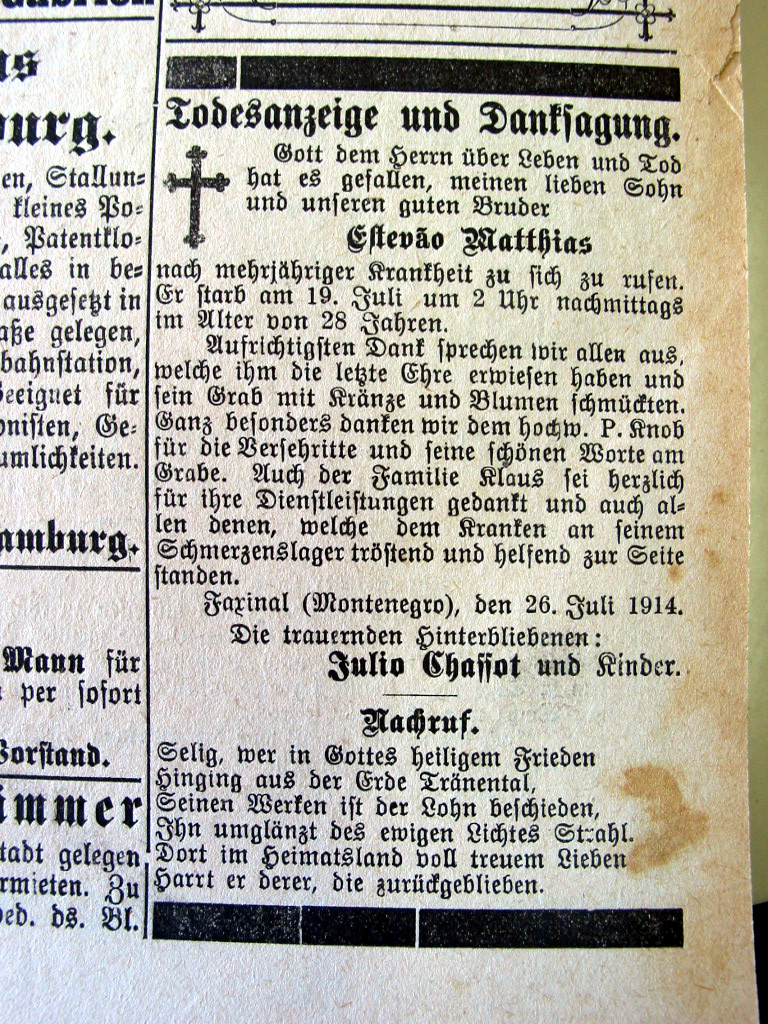 as
burg.
en, Stallun=
kleines Po=
, Patentklo=
alles in be=
ausgesetzt in
aße gelegen,
bahnstation,
Geeignet für
onisten, Ge=
umlichkeiten.
amburg.
Mann für
per sofort
Vorstand.
immer
tadt gelegen
rmieten. Zu
ped. ds. Bl.
Todesanzeige und Danksagung.
Gott dem Herrn über Leben und Tod
hat es gefallen, meinen lieben Sohn
und unseren guten Bruder
Estevão Matthias
nach mehrjähriger Krankheit zu sich zu rufen.
Er starb am 19. Juli um 2 Uhr nachmittags
im Alter von 28 Jahren.
Aufrichtigsten Dank sprechen wir allen aus,
welche ihm die letzte Ehre erwiesen haben und
sein Grab mit Kränze und Blumen schmückten.
Ganz besonders danken wir dem hochw. P. Knob
für die Versehritte und seine schönen Worte am
Grabe. Auch der Familie Klaus sei herzlich
für ihre Dienstleistungen gedankt und auch al=
len denen, welche dem Kranken an seinem
Schmerzenslager tröstend und helfend zur Seite
standen.
Faxinal (Montenegro), den 26. Juli 1914.
Die trauernden Hinterbliebenen:
Julio Chassot und Kinder.
Nachruf.
Selig, wer in Gottes heiligem Frieden
Hinging aus der Erde Tränental,
Seinen Werken ist der Lohn beschieden,
Ihn umglänzt des ewigen Lichtes Strahl.
Dort im Heimatsland voll treuem Lieben
Harrt er derer, die zurückgeblieben.